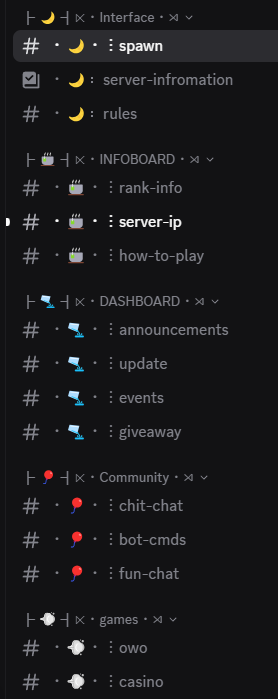 ├ 🌙 ┤⋉・Interface・⋊
# ・🌙・⋮spawn
・🌙 : server-infromation
# ・🌙 : rules
├ 🍵 ┤⋉・INFOBOARD・⋊
# ・🍵・⋮rank-info
# ・🍵・⋮server-ip
# ・🍵・⋮how-to-play
├ 🔭 ┤⋉・DASHBOARD・⋊
# ・🔭・⋮announcements
# ・🔭・⋮update
# ・🔭・⋮events
# ・🔭・⋮giveaway
├ 🎈 ┤⋉・Community・⋊
# ・🎈・⋮chit-chat
# ・🎈・⋮bot-cmds
# ・🎈・⋮fun-chat
├ 💨 ┤⋉・games・⋊
# ・💨・⋮owo
# ・💨・⋮casino